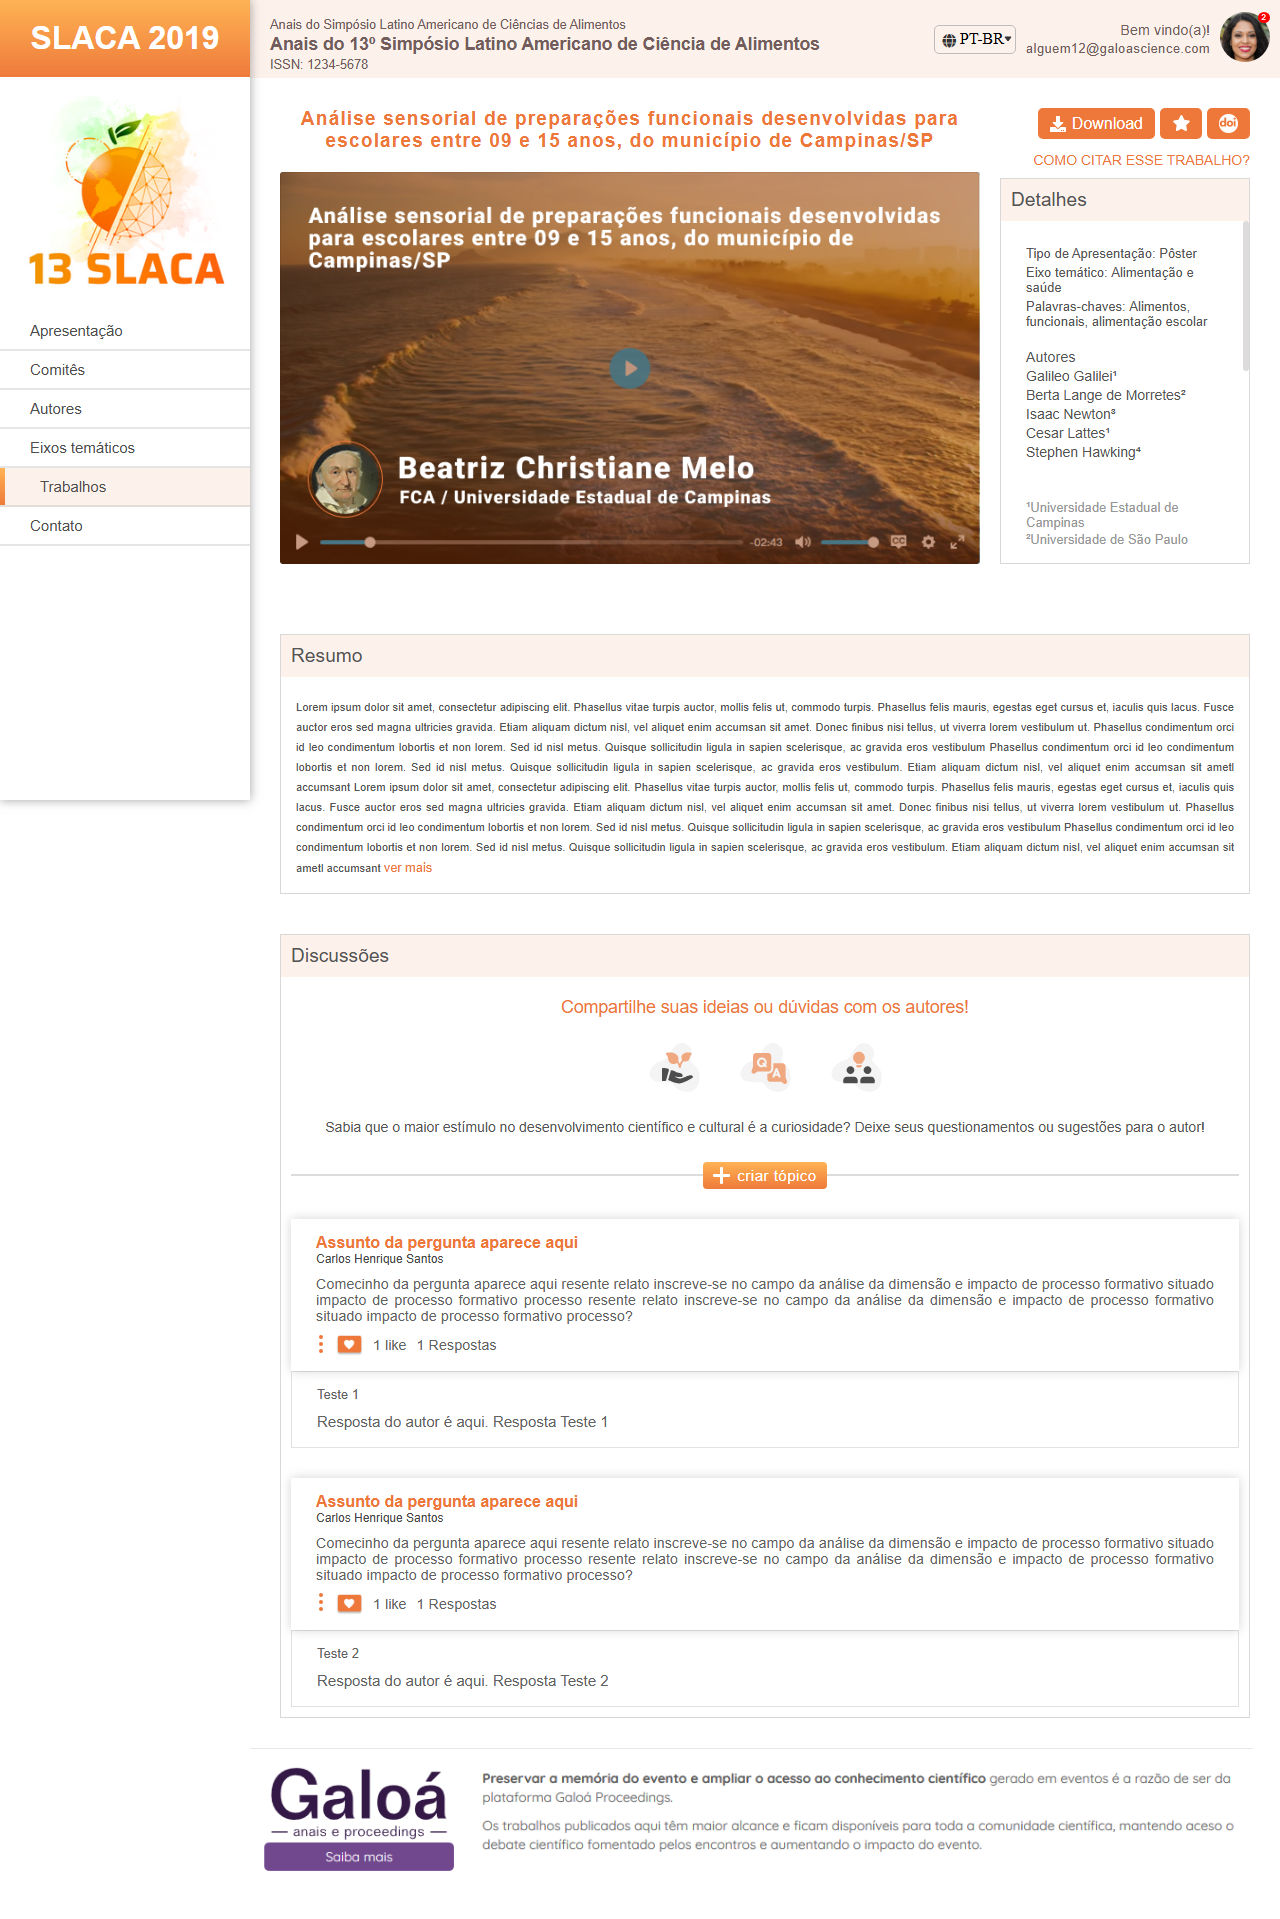 SLACA 2019
Anais do Simpósio Latino Americano de Ciências de Alimentos
Anais do 13º Simpósio Latino Americano de Ciência de Alimentos
ISSN: 1234-5678
PT-BR
Bem vindo(a)!
alguem12@galoascience.com
2
13 SLACA
Apresentação
Comitês
Autores
Eixos temáticos
Trabalhos
Contato
Análise sensorial de preparações funcionais desenvolvidas para
escolares entre 09 e 15 anos, do município de Campinas/SP
Download
doi
COMO CITAR ESSE TRABALHO?
Análise sensorial de preparações funcionais desenvolvidas
para escolares entre 09 e 15 anos, do município de
Campinas/SP
Beatriz Christiane Melo
FCA / Universidade Estadual de Campinas
-02:43
CC
Detalhes
Tipo de Apresentação: Pôster
Eixo temático: Alimentação e
saúde
Palavras-chaves: Alimentos,
funcionais, alimentação escolar
Autores
Galileo Galilei¹
Berta Lange de Morretes²
Isaac Newton³
Cesar Lattes¹
Stephen Hawking⁴
¹Universidade Estadual de
Campinas
²Universidade de São Paulo
Resumo
Lorem ipsum dolor sit amet, consectetur adipiscing elit. Phasellus vitae turpis auctor, mollis felis ut, commodo turpis. Phasellus felis mauris, egestas eget cursus et, iaculis quis lacus. Fusce
auctor eros sed magna ultricies gravida. Etiam aliquam dictum nisl, vel aliquet enim accumsan sit amet. Donec finibus nisi tellus, ut viverra lorem vestibulum ut. Phasellus condimentum orci
id leo condimentum lobortis et non lorem. Sed id nisl metus. Quisque sollicitudin ligula in sapien scelerisque, ac gravida eros vestibulum Phasellus condimentum orci id leo condimentum
lobortis et non lorem. Sed id nisl metus. Quisque sollicitudin ligula in sapien scelerisque, ac gravida eros vestibulum. Etiam aliquam dictum nisl, vel aliquet enim accumsan sit ametl
accumsant Lorem ipsum dolor sit amet, consectetur adipiscing elit. Phasellus vitae turpis auctor, mollis felis ut, commodo turpis. Phasellus felis mauris, egestas eget cursus et, iaculis quis
lacus. Fusce auctor eros sed magna ultricies gravida. Etiam aliquam dictum nisl, vel aliquet enim accumsan sit amet. Donec finibus nisi tellus, ut viverra lorem vestibulum ut. Phasellus
condimentum orci id leo condimentum lobortis et non lorem. Sed id nisl metus. Quisque sollicitudin ligula in sapien scelerisque, ac gravida eros vestibulum Phasellus condimentum orci id leo
condimentum lobortis et non lorem. Sed id nisl metus. Quisque sollicitudin ligula in sapien scelerisque, ac gravida eros vestibulum. Etiam aliquam dictum nisl, vel aliquet enim accumsan sit
ametl accumsant ver mais
Discussões
Compartilhe suas ideias ou dúvidas com os autores!
Q
A
Sabia que o maior estímulo no desenvolvimento científico e cultural é a curiosidade? Deixe seus questionamentos ou sugestões para o autor!
criar tópico
Assunto da pergunta aparece aqui
Carlos Henrique Santos
Comecinho da pergunta aparece aqui resente relato inscreve-se no campo da análise da dimensão e impacto de processo formativo situado
impacto de processo formativo processo resente relato inscreve-se no campo da análise da dimensão e impacto de processo formativo
situado impacto de processo formativo processo?
1 like 1 Respostas
Teste 1
Resposta do autor é aqui. Resposta Teste 1
Assunto da pergunta aparece aqui
Carlos Henrique Santos
Comecinho da pergunta aparece aqui resente relato inscreve-se no campo da análise da dimensão e impacto de processo formativo situado
impacto de processo formativo processo resente relato inscreve-se no campo da análise da dimensão e impacto de processo formativo
situado impacto de processo formativo processo?
1 like 1 Respostas
Teste 2
Resposta do autor é aqui. Resposta Teste 2
Galoá
anais e proceedings
Saiba mais
Preservar a memória do evento e ampliar o acesso ao conhecimento científico gerado em eventos é a razão de ser da
plataforma Galoá Proceedings.
Os trabalhos publicados aqui têm maior alcance e ficam disponíveis para toda a comunidade científica, mantendo aceso o
debate científico fomentado pelos encontros e aumentando o impacto do evento.